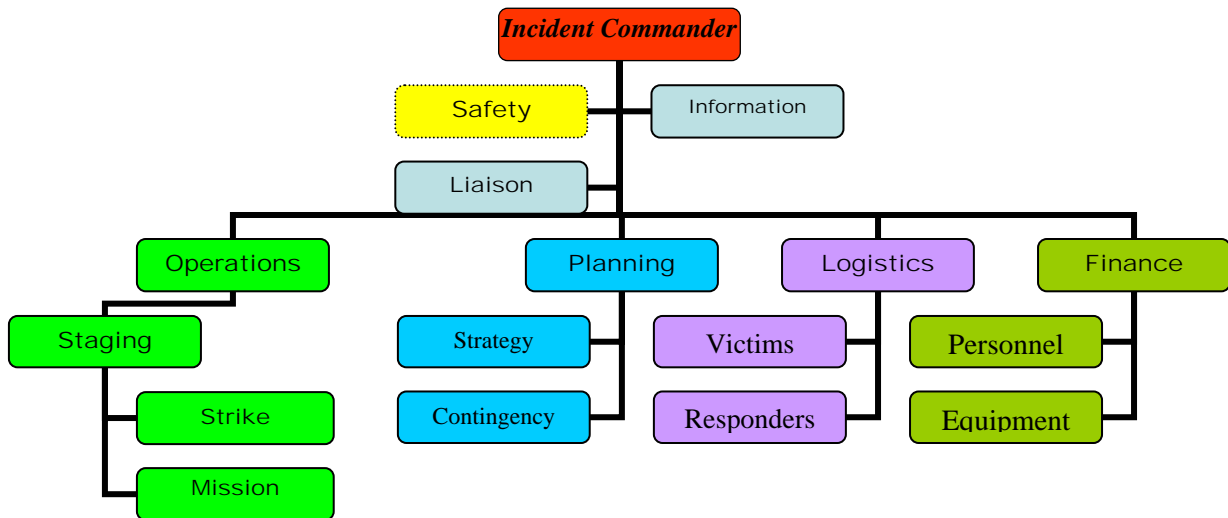 Incident Commander
Safety
Information
Liaison
Operations
Planning
Logistics
Finance
Staging
Strategy
Victims
Personnel
Strike
Contingency
Responders
Equipment
Mission